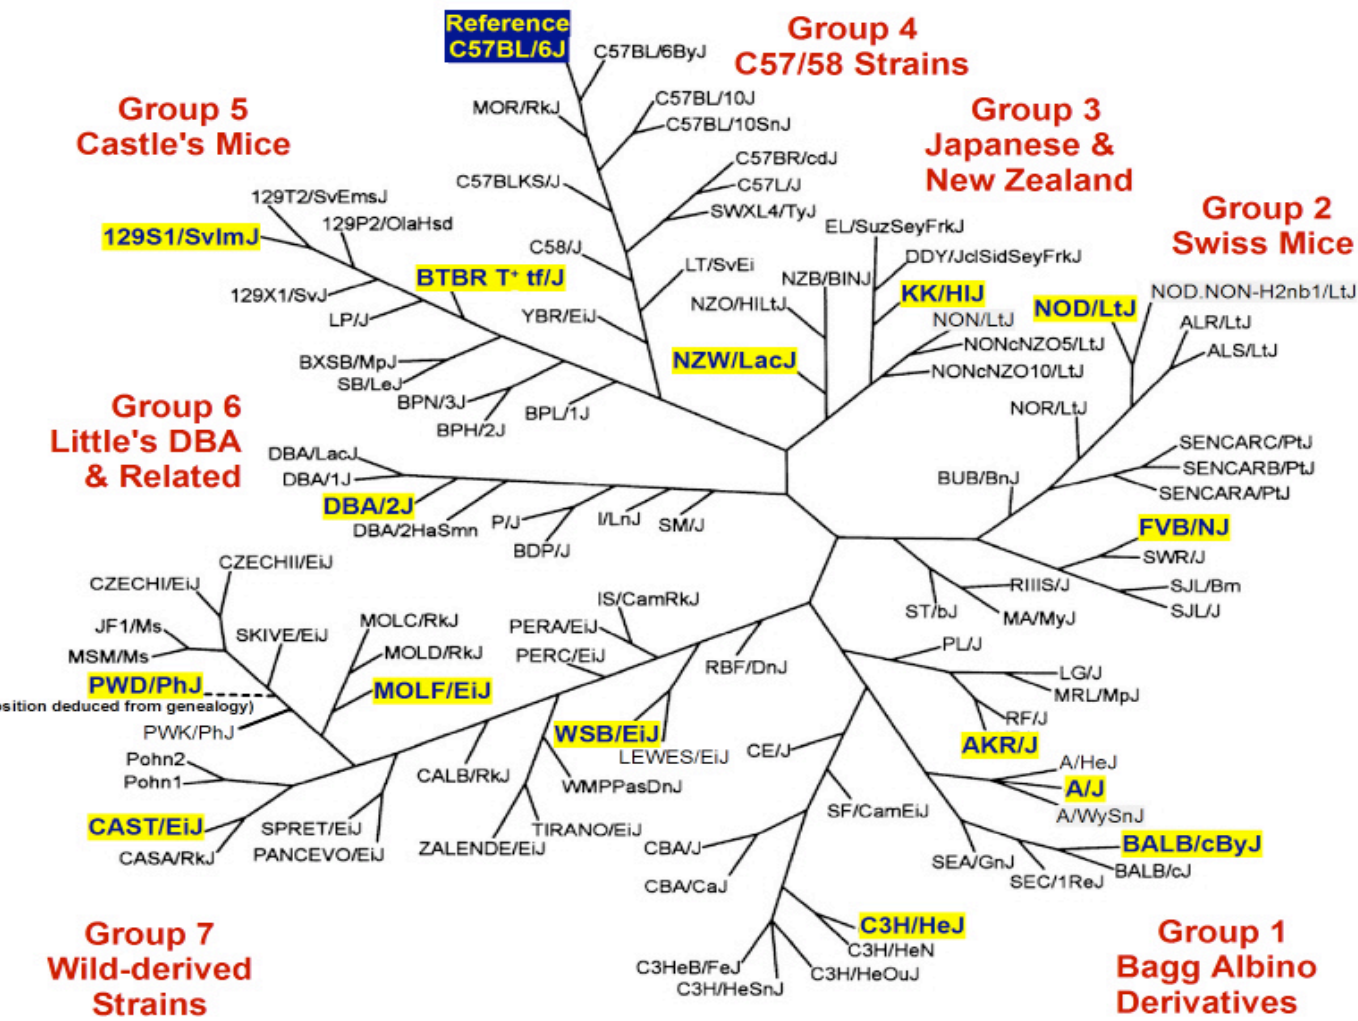 Reference
C57BL/6J
C57BL/6ByJ
Group 4
C57/58 Strains
MOR/RkJ
C57BL/10J
C57BL/10SnJ
C57BLKS/J
C57BR/cdJ
C57L/J
SWXL4/TyJ
C58/J
LT/SvEi
YBR/EiJ
Group 5
Castle's Mice
129T2/SvEmsJ
129P2/OlaHsd
129S1/SvImJ
BTBR T+ tf/J
129X1/SvJ
LP/J
BXSB/MpJ
SB/LeJ
BPN/3J
BPH/2J
BPL/1J
Group 3
Japanese &
New Zealand
EL/SuzSeyFrkJ
DDY/JclSidSeyFrkJ
NZB/BINJ
KK/HIJ
NZO/HILtJ
NON/LtJ
NONcNZO5/LtJ
NZW/LacJ
NONcNZO10/LtJ
Group 2
Swiss Mice
NOD/LtJ
NOD.NON-H2nb1/LtJ
ALR/LtJ
ALS/LtJ
NOR/LtJ
SENCARC/PtJ
SENCARB/PtJ
SENCARA/PtJ
BUB/BnJ
FVB/NJ
SWR/J
SJL/Bm
SJL/J
RIIIS/J
MA/MyJ
ST/bJ
Group 6
Little's DBA
& Related
DBA/LacJ
DBA/1J
DBA/2J
DBA/2HaSmn
P/J
BDP/J
I/LnJ
SM/J
CZECHII/EiJ
CZECHI/EiJ
JF1/Ms
MSM/Ms
SKIVE/EiJ
MOLC/RkJ
MOLD/RkJ
MOLF/EiJ
PWD/PhJ
osition deduced from genealogy)
PWK/PhJ
Pohn2
Pohn1
CAST/EiJ
CASA/RkJ
SPRET/EiJ
PANCEVO/EiJ
CALB/RkJ
ZALENDE/EiJ
TIRANO/EiJ
WMPPasDnJ
IS/CamRkJ
PERA/EiJ
PERC/EiJ
RBF/DnJ
WSB/EiJ
LEWES/EiJ
Group 7
Wild-derived
Strains
PL/J
LG/J
MRL/MpJ
RF/J
AKR/J
CE/J
A/HeJ
A/J
A/WySnJ
SF/CamEiJ
BALB/cByJ
BALB/cJ
SEA/GnJ
SEC/1ReJ
CBA/J
CBA/CaJ
C3H/HeJ
C3H/HeN
C3H/HeOuJ
C3HeB/FeJ
C3H/HeSnJ
Group 1
Bagg Albino
Derivatives